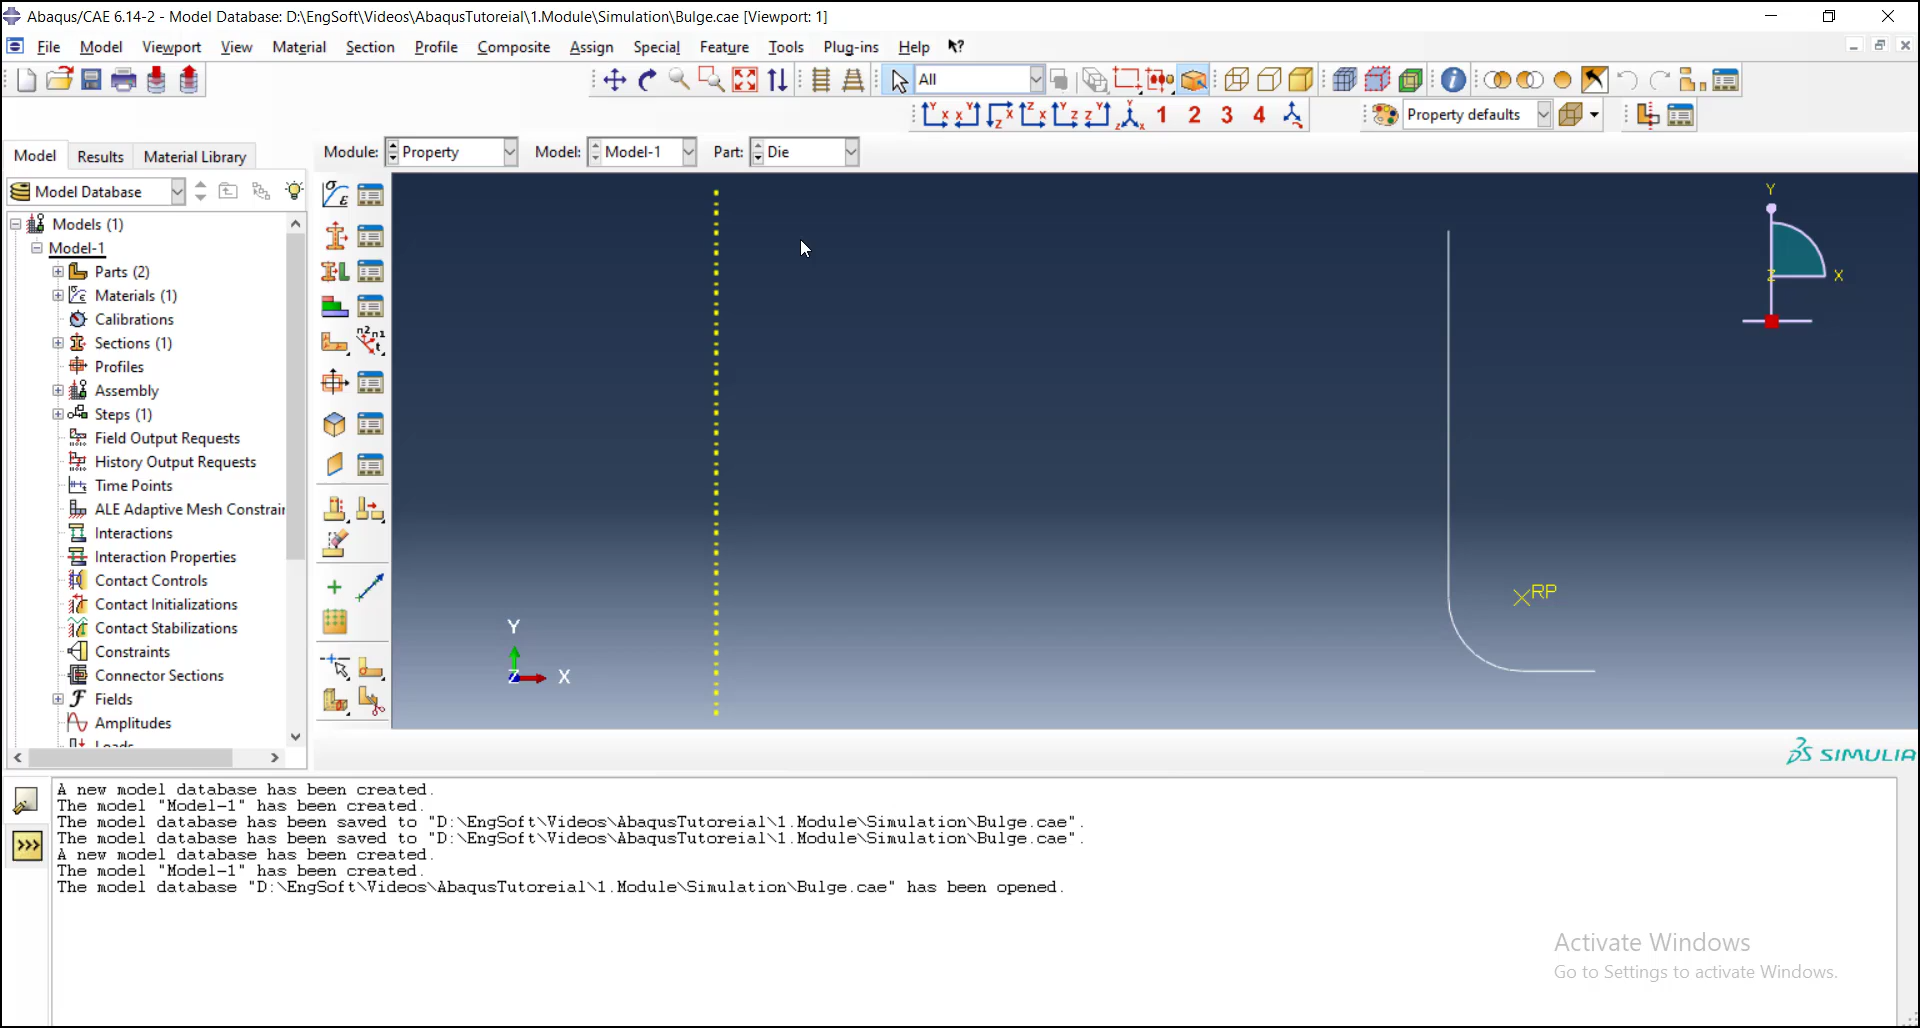 Abaqus/CAE 6.14-2 - Model Database: D:\EngSoft\Videos\AbaqusTutoreial\1.Module\Simulation\Bulge.cae [Viewport: 1]
File Model Viewport View Material Section Profile Composite Assign Special Feature Tools Plug-ins Help
All
1 2 3 4 Property defaults
Model Results Material Library Module: Property Model: Model-1 Part: Die
Model Database
Models (1)
Model-1
Parts (2)
Materials (1)
Calibrations
Sections (1)
Profiles
Assembly
Steps (1)
Field Output Requests
History Output Requests
Time Points
ALE Adaptive Mesh Constrai
Interactions
Interaction Properties
Contact Controls
Contact Initializations
Contact Stabilizations
Constraints
Connector Sections
Fields
Amplitudes
Loads
Y
Z X
RP
Y
Z X
SIMULIA
A new model database has been created.
The model "Model-1" has been created.
The model database has been saved to "D:\EngSoft\Videos\AbaqusTutoreial\1.Module\Simulation\Bulge.cae".
The model database has been saved to "D:\EngSoft\Videos\AbaqusTutoreial\1.Module\Simulation\Bulge.cae".
A new model database has been created.
The model "Model-1" has been created.
The model database "D:\EngSoft\Videos\AbaqusTutoreial\1.Module\Simulation\Bulge.cae" has been opened.
Activate Windows
Go to Settings to activate Windows.